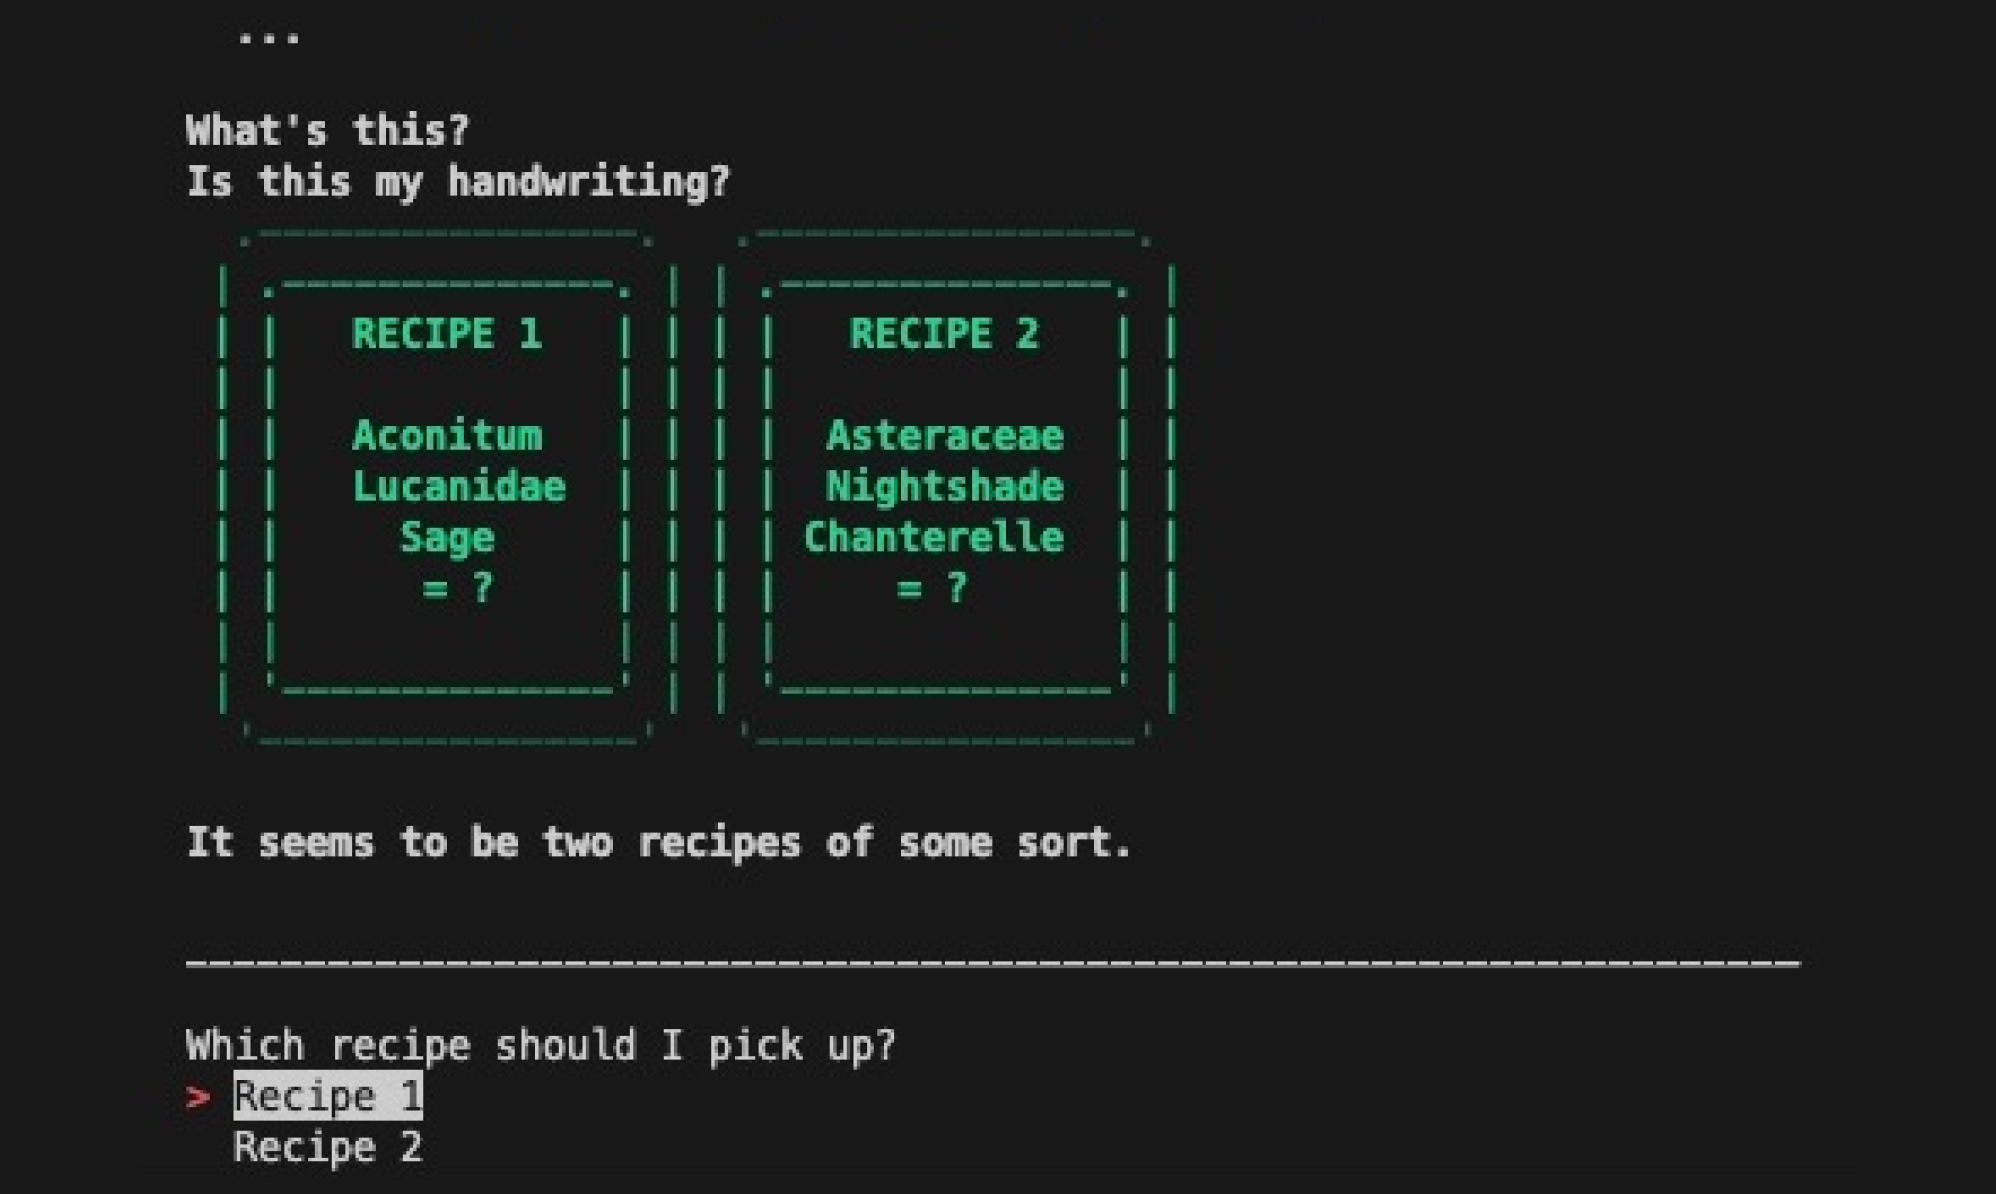 ...
What's this?
Is this my handwriting?
RECIPE 1
Aconitum
Lucanidae
Sage
= ?
RECIPE 2
Asteraceae
Nightshade
Chanterelle
= ?
It seems to be two recipes of some sort.
Which recipe should I pick up?
> Recipe 1
Recipe 2